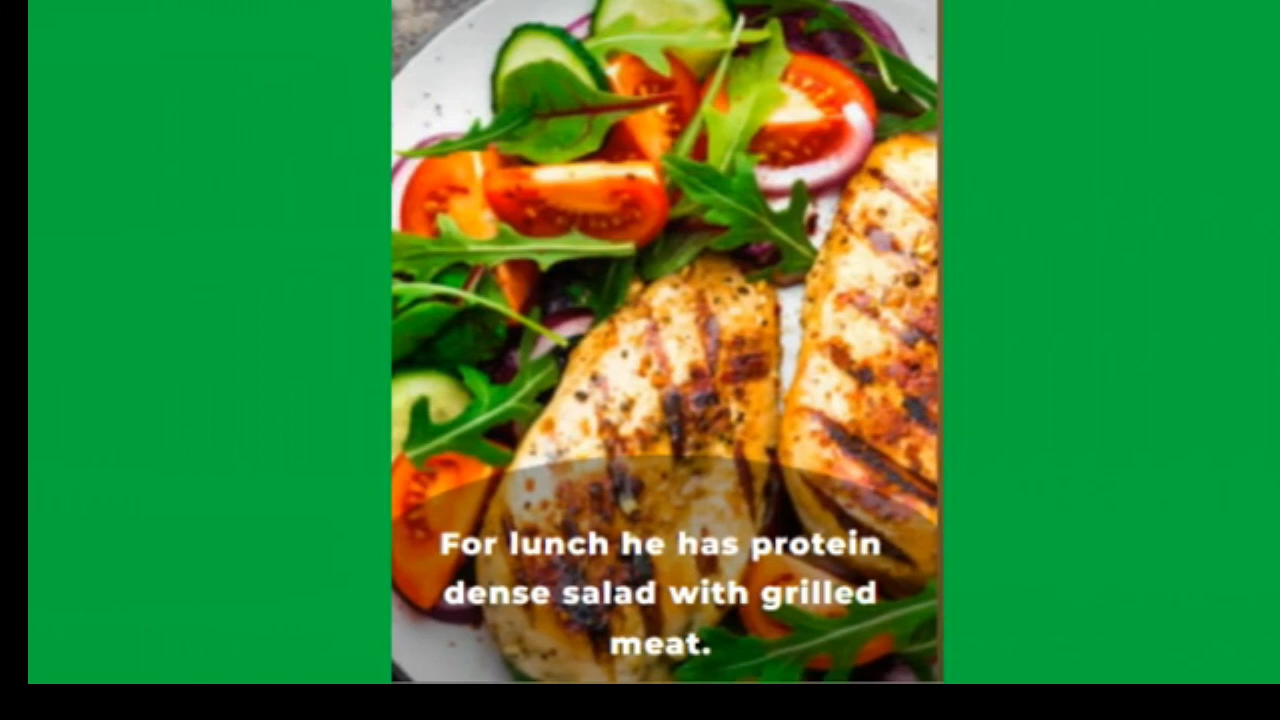 For lunch he has protein
dense salad with grilled
meat.